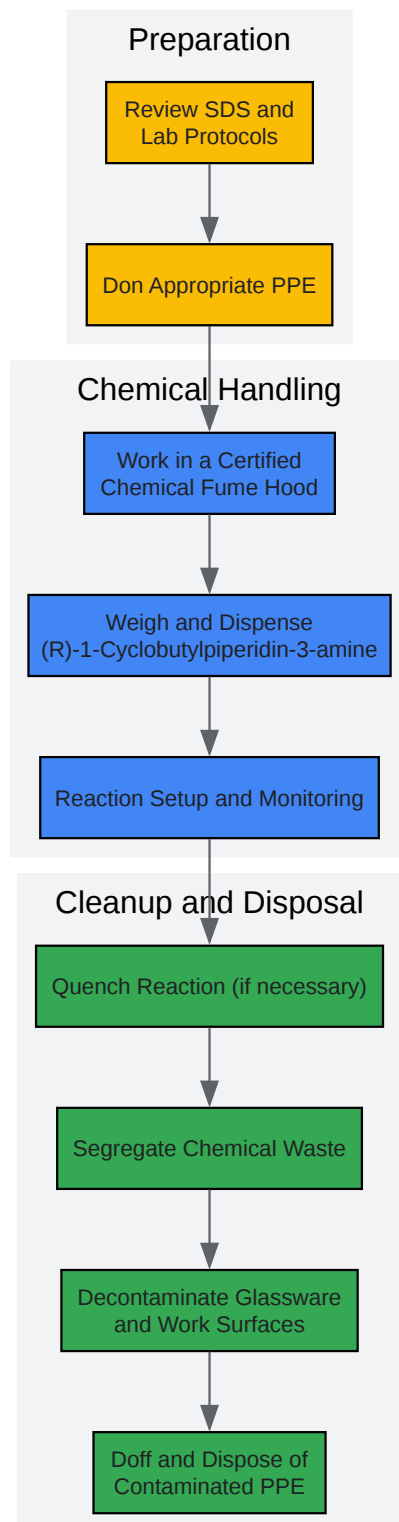 Preparation
Review SDS and
Lab Protocols
Don Appropriate PPE
Chemical Handling
Work in a Certified
Chemical Fume Hood
Weigh and Dispense
(R)-1-Cyclobutylpiperidin-3-amine
Reaction Setup and Monitoring
Cleanup and Disposal
Quench Reaction (if necessary)
Segregate Chemical Waste
Decontaminate Glassware
and Work Surfaces
Doff and Dispose of
Contaminated PPE